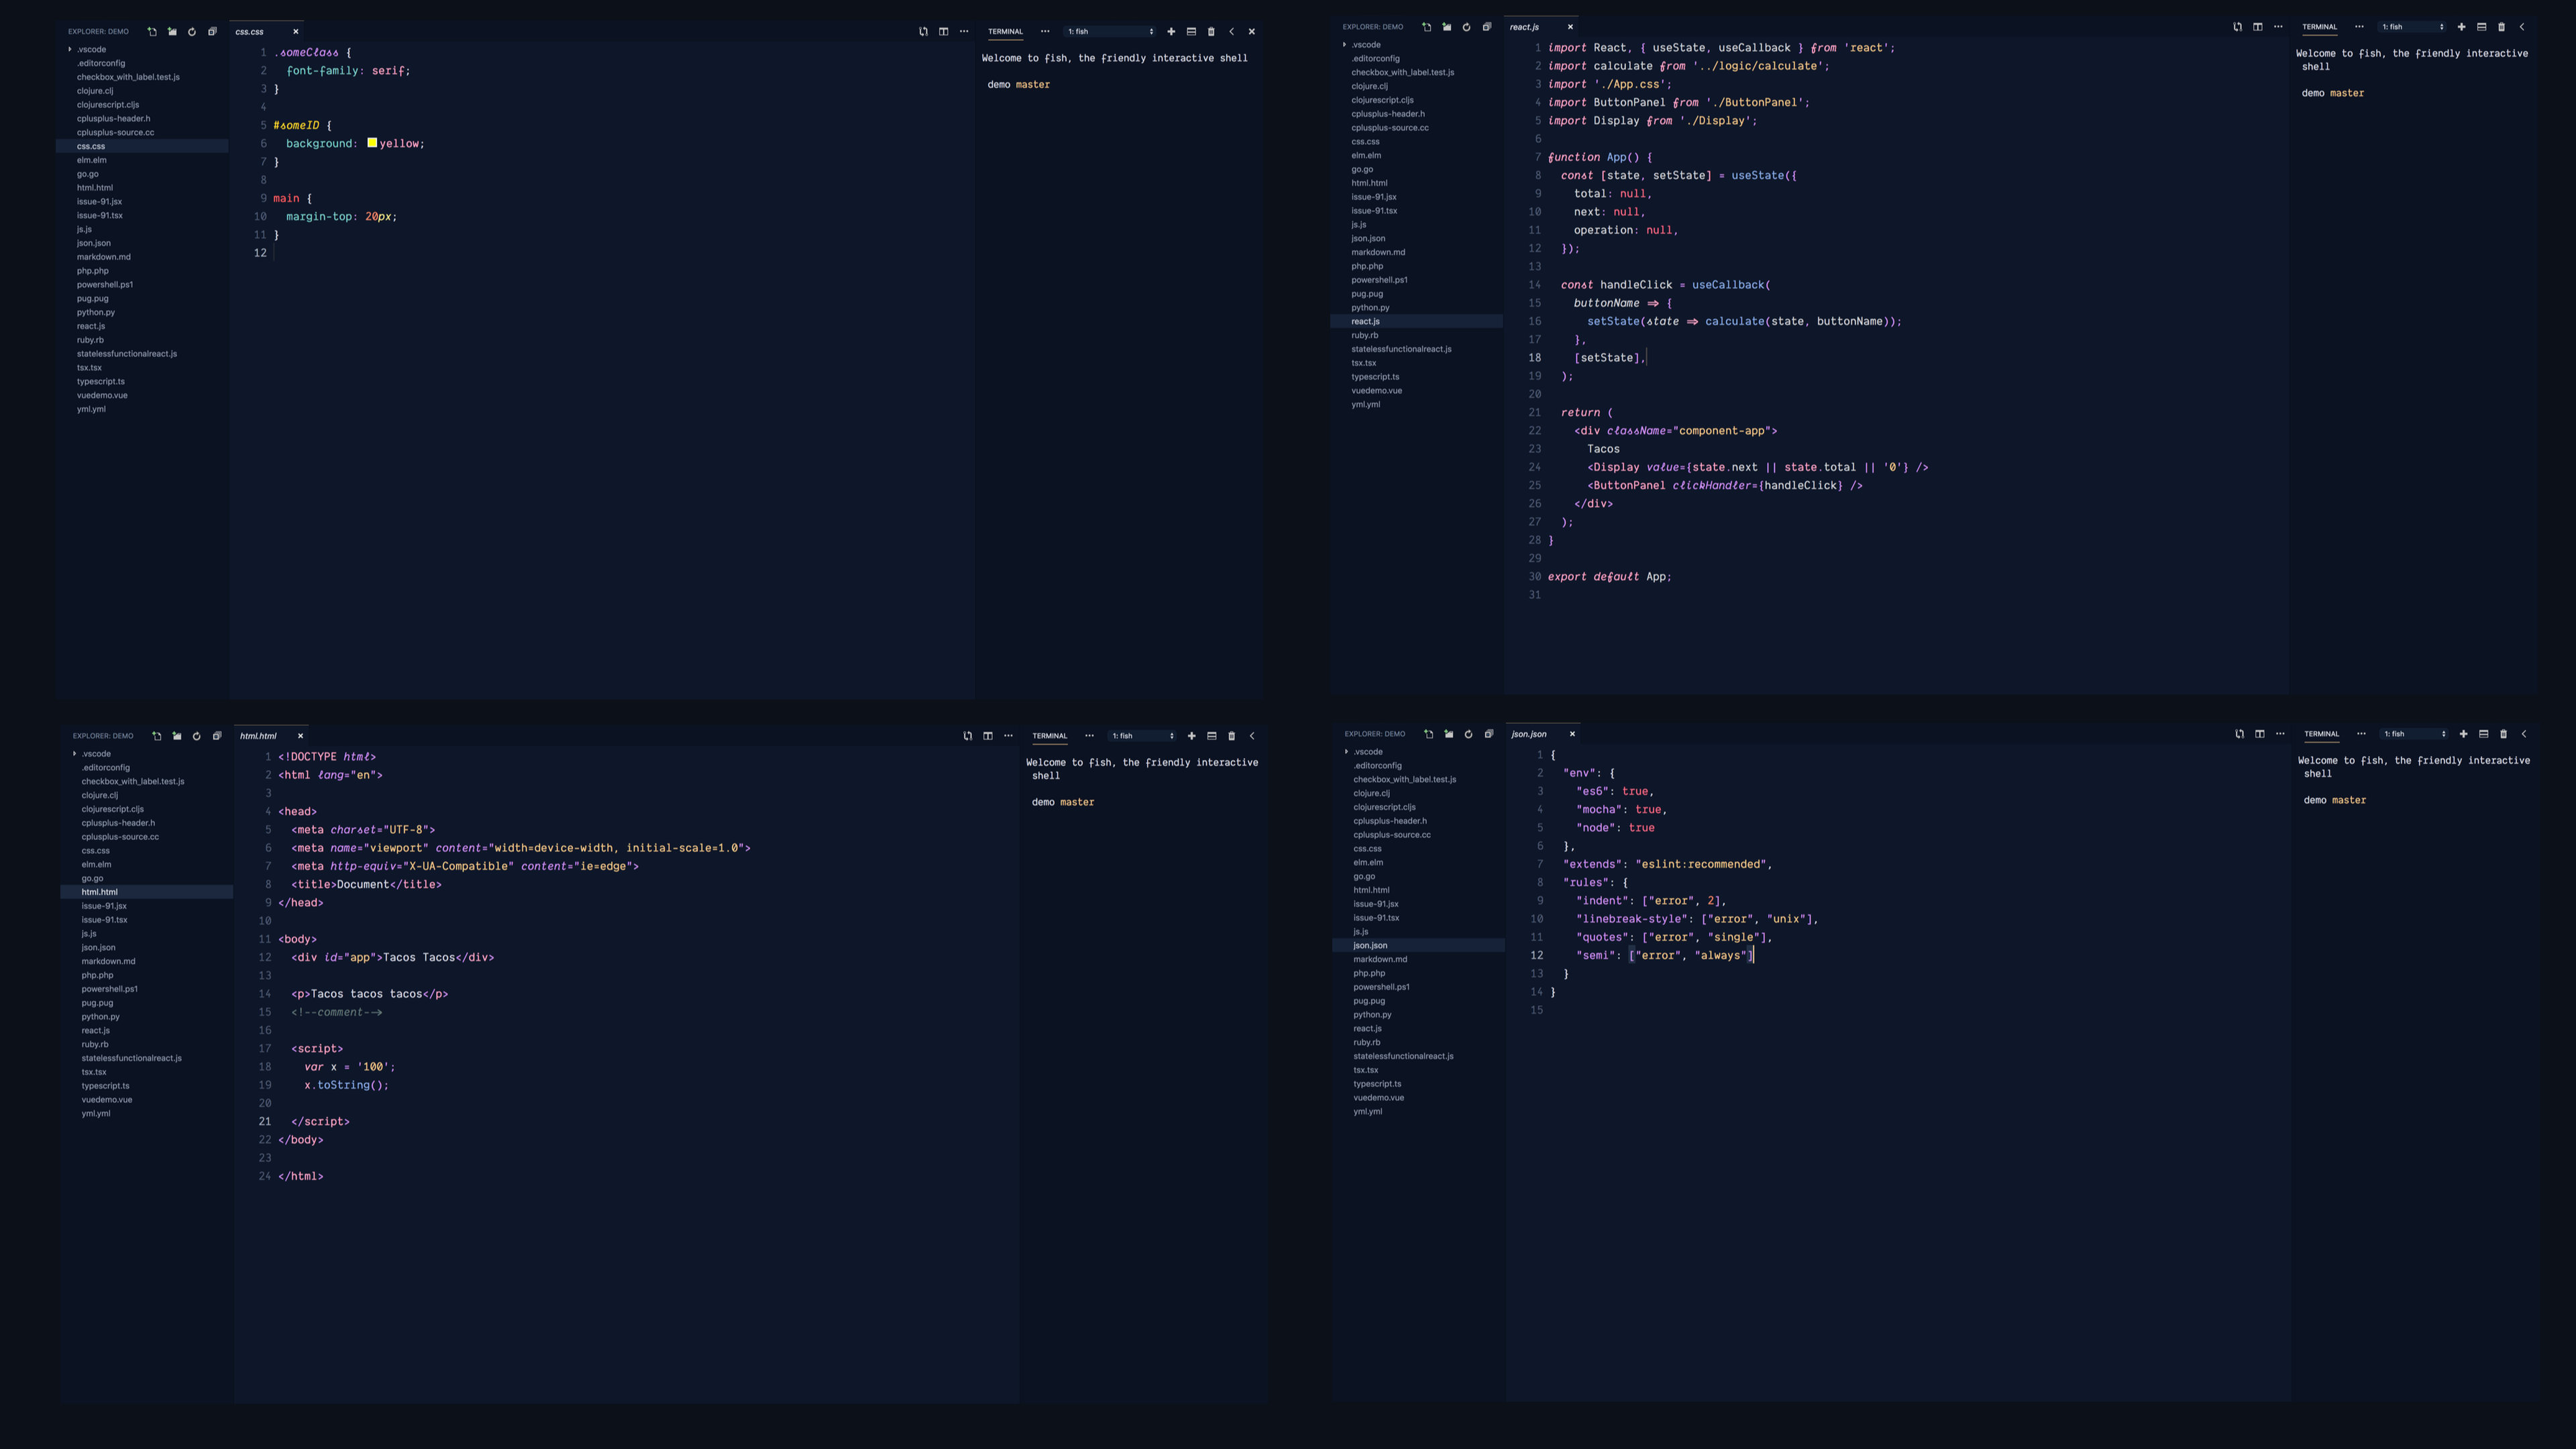 EXPLORER: DEMO
.vscode
.editorconfig
checkbox_with_label.test.js
clojure.clj
clojurescript.cljs
cplusplus-header.h
cplusplus-source.cc
css.css
elm.elm
go.go
html.html
issue-91.jsx
issue-91.tsx
js.js
json.json
markdown.md
php.php
powershell.ps1
pug.pug
python.py
react.js
ruby.rb
statelessfunctionalreact.js
tsx.tsx
typescript.ts
vuedemo.vue
yml.yml
css.css
1 .someClass {
2 font-family: serif;
3 }
4
5 #someID {
6 background: yellow;
7 }
8
9 main {
10 margin-top: 20px;
11 }
12
TERMINAL ··· 1: fish
Welcome to fish, the friendly interactive shell
demo master
EXPLORER: DEMO
.vscode
.editorconfig
checkbox_with_label.test.js
clojure.clj
clojurescript.cljs
cplusplus-header.h
cplusplus-source.cc
css.css
elm.elm
go.go
html.html
issue-91.jsx
issue-91.tsx
js.js
json.json
markdown.md
php.php
powershell.ps1
pug.pug
python.py
react.js
ruby.rb
statelessfunctionalreact.js
tsx.tsx
typescript.ts
vuedemo.vue
yml.yml
react.js
1 import React, { useState, useCallback } from 'react';
2 import calculate from '../logic/calculate';
3 import './App.css';
4 import ButtonPanel from './ButtonPanel';
5 import Display from './Display';
6
7 function App() {
8 const [state, setState] = useState({
9 total: null,
10 next: null,
11 operation: null,
12 });
13
14 const handleClick = useCallback(
15 buttonName ⇒ {
16 setState(state ⇒ calculate(state, buttonName));
17 },
18 [setState],
19 );
20
21 return (
22 <div className="component-app">
23 Tacos
24 <Display value={state.next || state.total || '0'} />
25 <ButtonPanel clickHandler={handleClick} />
26 </div>
27 );
28 }
29
30 export default App;
31
TERMINAL ··· 1: fish
Welcome to fish, the friendly interactive
shell
demo master
EXPLORER: DEMO
.vscode
.editorconfig
checkbox_with_label.test.js
clojure.clj
clojurescript.cljs
cplusplus-header.h
cplusplus-source.cc
css.css
elm.elm
go.go
html.html
issue-91.jsx
issue-91.tsx
js.js
json.json
markdown.md
php.php
powershell.ps1
pug.pug
python.py
react.js
ruby.rb
statelessfunctionalreact.js
tsx.tsx
typescript.ts
vuedemo.vue
yml.yml
html.html
1 <!DOCTYPE html>
2 <html lang="en">
3
4 <head>
5 <meta charset="UTF-8">
6 <meta name="viewport" content="width=device-width, initial-scale=1.0">
7 <meta http-equiv="X-UA-Compatible" content="ie=edge">
8 <title>Document</title>
9 </head>
10
11 <body>
12 <div id="app">Tacos Tacos</div>
13
14 <p>Tacos tacos tacos</p>
15 <!--comment-->
16
17 <script>
18 var x = '100';
19 x.toString();
20
21 </script>
22 </body>
23
24 </html>
TERMINAL ··· 1: fish
Welcome to fish, the friendly interactive
shell
demo master
EXPLORER: DEMO
.vscode
.editorconfig
checkbox_with_label.test.js
clojure.clj
clojurescript.cljs
cplusplus-header.h
cplusplus-source.cc
css.css
elm.elm
go.go
html.html
issue-91.jsx
issue-91.tsx
js.js
json.json
markdown.md
php.php
powershell.ps1
pug.pug
python.py
react.js
ruby.rb
statelessfunctionalreact.js
tsx.tsx
typescript.ts
vuedemo.vue
yml.yml
json.json
1 {
2 "env": {
3 "es6": true,
4 "mocha": true,
5 "node": true
6 },
7 "extends": "eslint:recommended",
8 "rules": {
9 "indent": ["error", 2],
10 "linebreak-style": ["error", "unix"],
11 "quotes": ["error", "single"],
12 "semi": ["error", "always"]
13 }
14 }
15
TERMINAL ··· 1: fish
Welcome to fish, the friendly interactive
shell
demo master